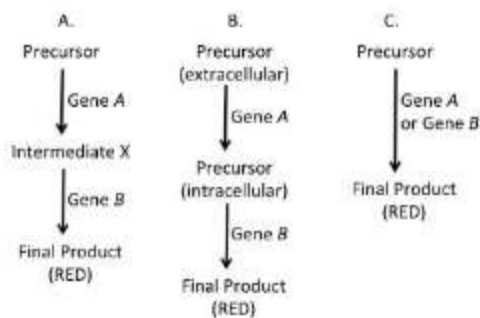 A.
Precursor
Gene A
Intermediate X
Gene B
Final Product
(RED)
B.
Precursor
(extracellular)
Gene A
Precursor
(intracellular)
Gene B
Final Product
(RED)
C.
Precursor
Gene A
or Gene B
Final Product
(RED)